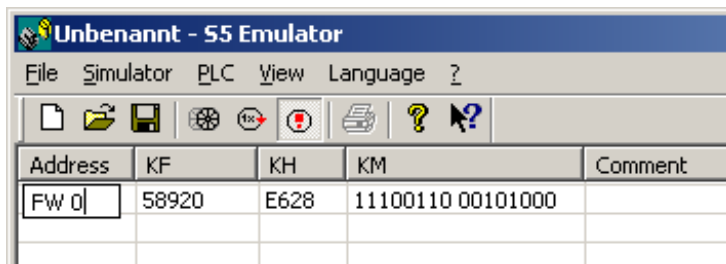 Unbenannt - S5 Emulator
File Simulator PLC View Language ?
1x
Address KF KH KM Comment
FW 0 58920 E628 11100110 00101000